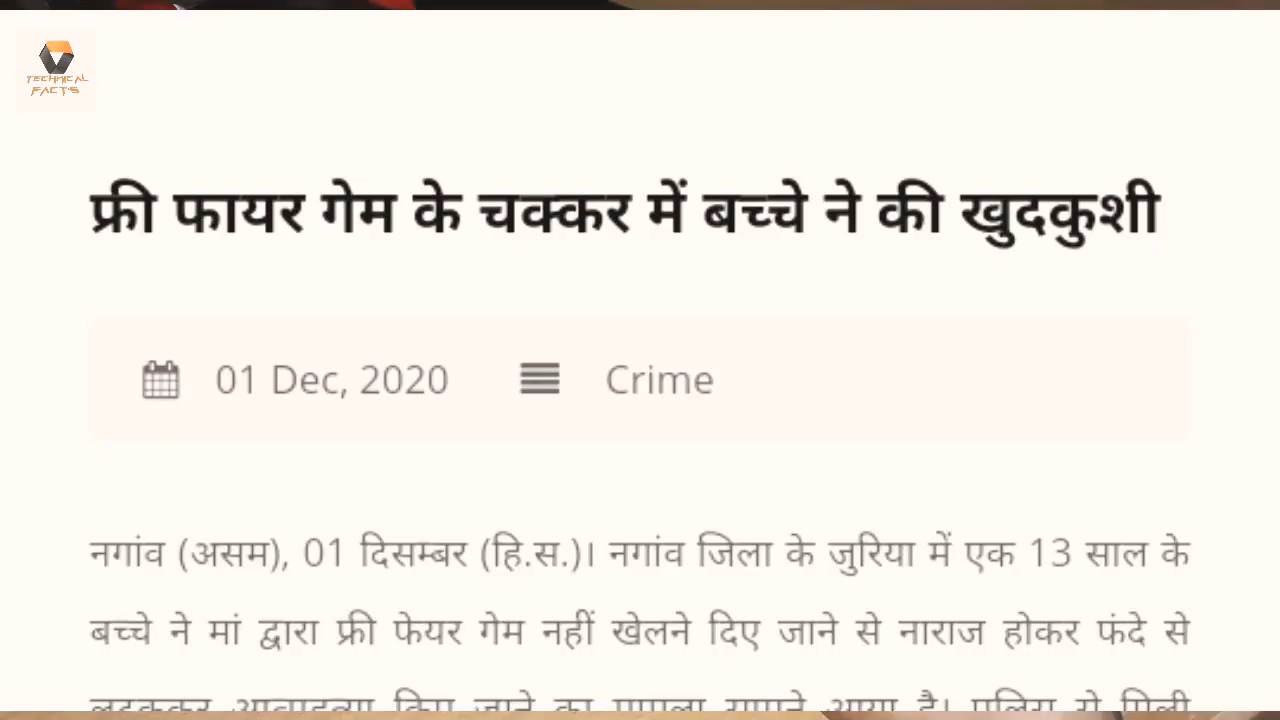 TECHNICAL
FACTS
फ्री फायर गेम के चक्कर में बच्चे ने की खुदकुशी
01 Dec, 2020 Crime
नगांव (असम), 01 दिसम्बर (हि.स.)। नगांव जिला के जुरिया में एक 13 साल के
बच्चे ने मां द्वारा फ्री फेयर गेम नहीं खेलने दिए जाने से नाराज होकर फंदे से